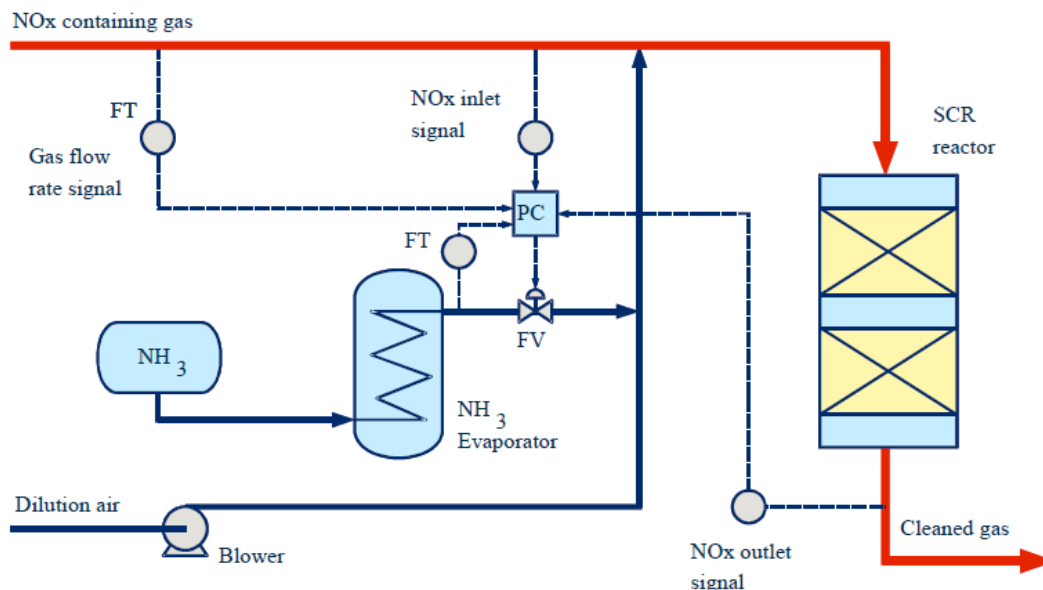 NOx containing gas
FT
Gas flow
rate signal
NOx inlet
signal
SCR
reactor
PC
FT
FV
NH
3
NH
3
Evaporator
Dilution air
Blower
NOx outlet
signal
Cleaned gas